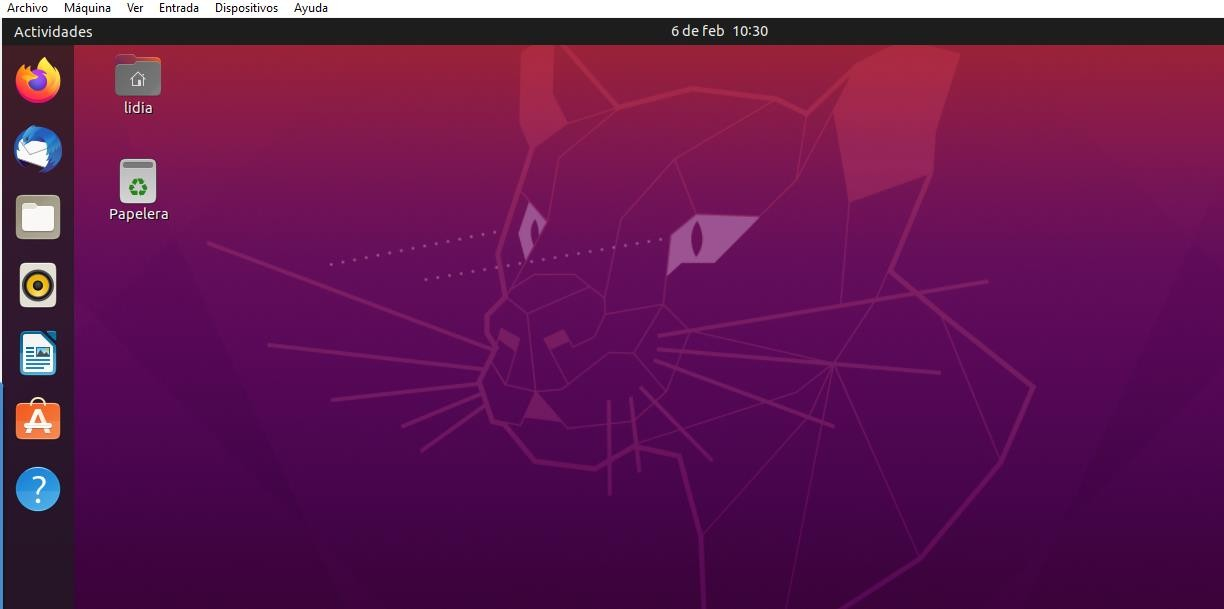 Archivo Máquina Ver Entrada Dispositivos Ayuda
Actividades 6 de feb 10:30
lidia
Papelera